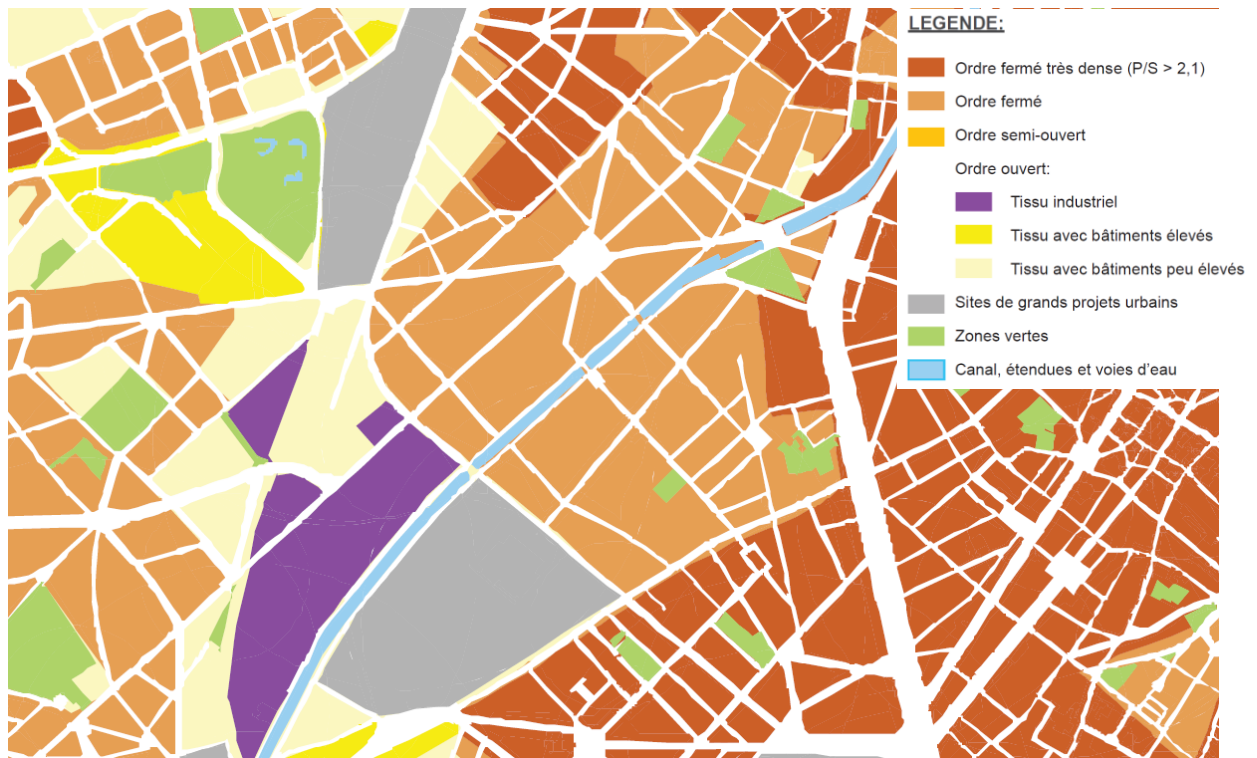 LEGENDE:
Ordre fermé très dense (P/S > 2,1)
Ordre fermé
Ordre semi-ouvert
Ordre ouvert:
Tissu industriel
Tissu avec bâtiments élevés
Tissu avec bâtiments peu élevés
Sites de grands projets urbains
Zones vertes
Canal, étendues et voies d'eau